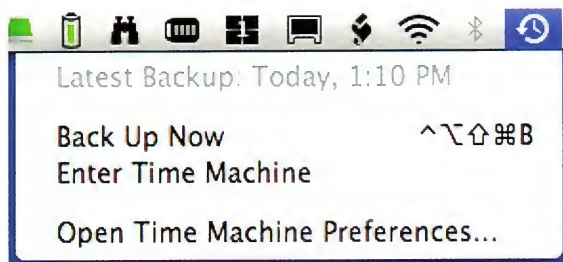 Latest Backup: Today, 1:10 PM
Back Up Now ^⌥⇧⌘B
Enter Time Machine
Open Time Machine Preferences...